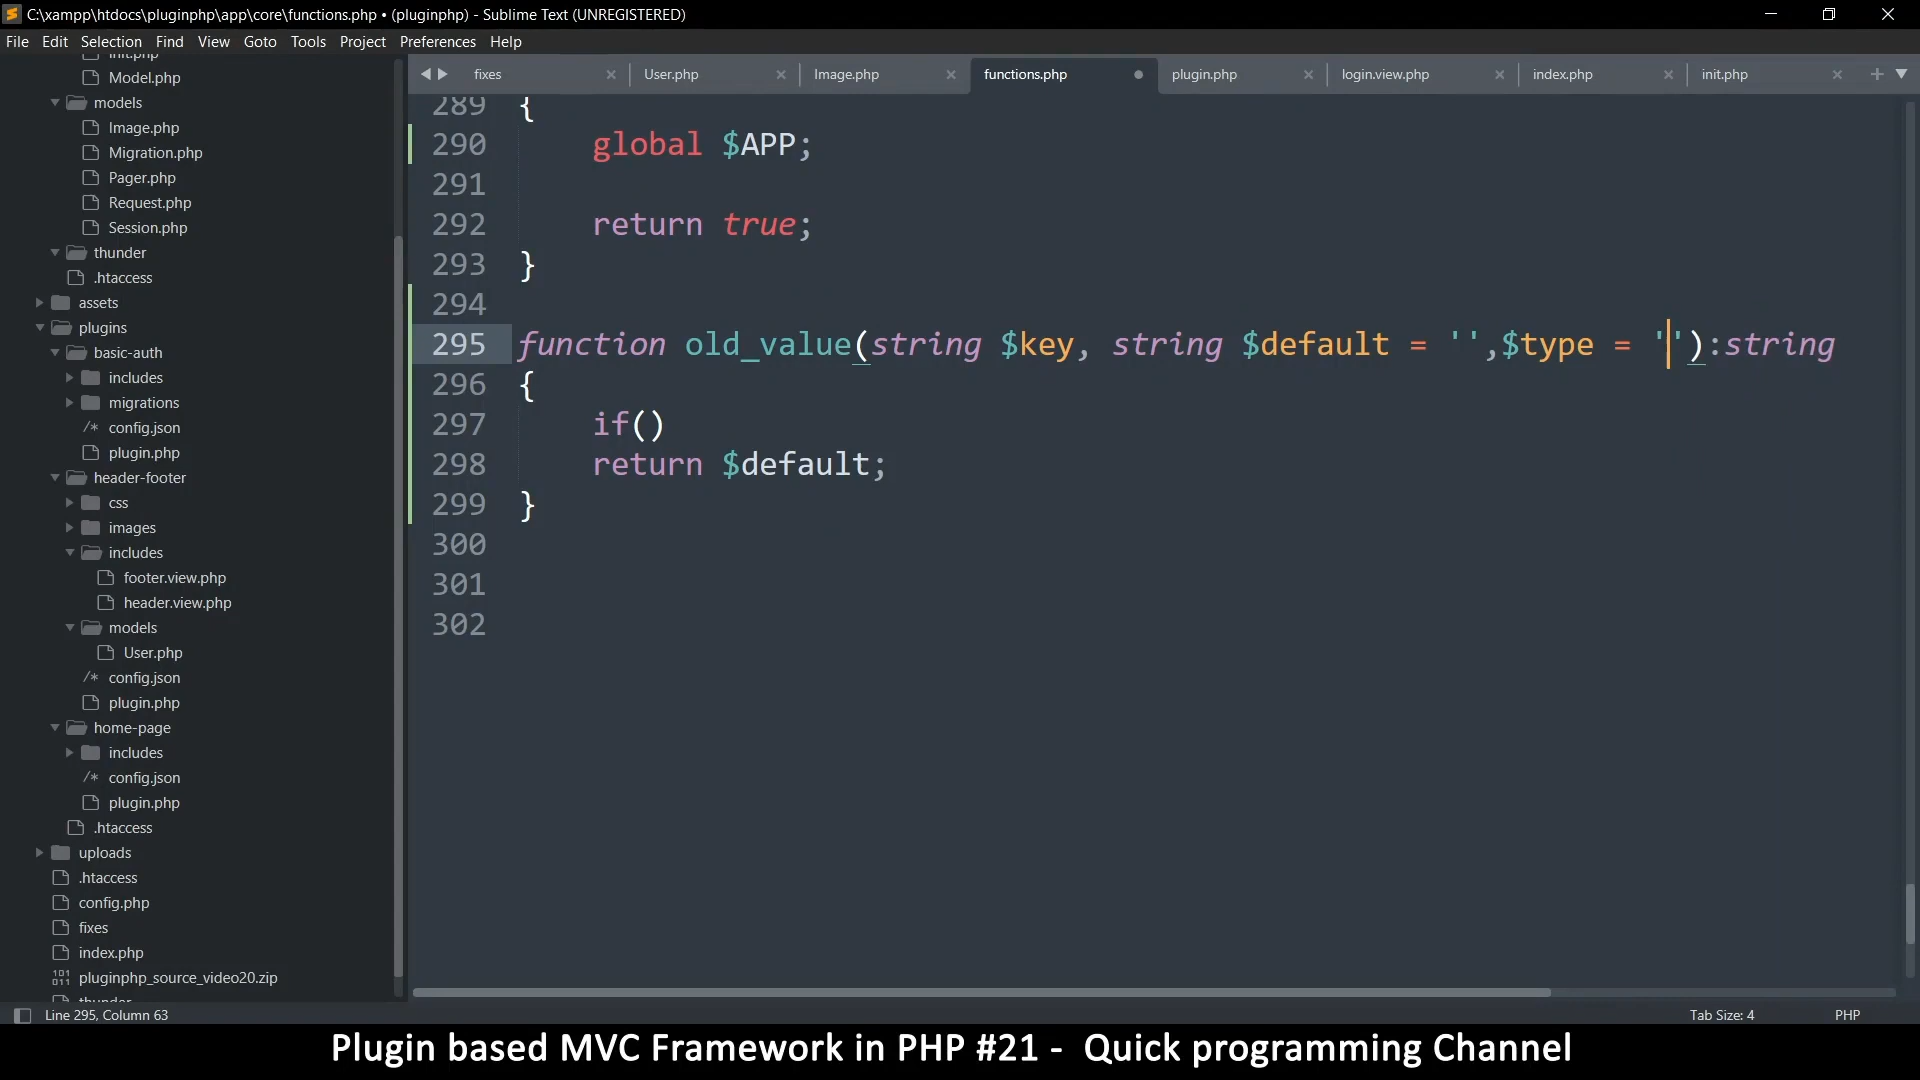 C:\xampp\htdocs\pluginphp\app\core\functions.php • (pluginphp) - Sublime Text (UNREGISTERED)
File Edit Selection Find View Goto Tools Project Preferences Help
fixes User.php Image.php functions.php plugin.php login.view.php index.php init.php
init.php
Model.php
models
Image.php
Migration.php
Pager.php
Request.php
Session.php
thunder
.htaccess
assets
plugins
basic-auth
includes
migrations
/* config.json
plugin.php
header-footer
css
images
includes
footer.view.php
header.view.php
models
User.php
/* config.json
plugin.php
home-page
includes
/* config.json
plugin.php
.htaccess
uploads
.htaccess
config.php
fixes
index.php
pluginphp_source_video20.zip
thunder
289 {
290 global $APP;
291
292 return true;
293 }
294
295 function old_value(string $key, string $default = '',$type = ''):string
296 {
297 if()
298 return $default;
299 }
300
301
302
Line 295, Column 63
Tab Size: 4
PHP
Plugin based MVC Framework in PHP #21 - Quick programming Channel